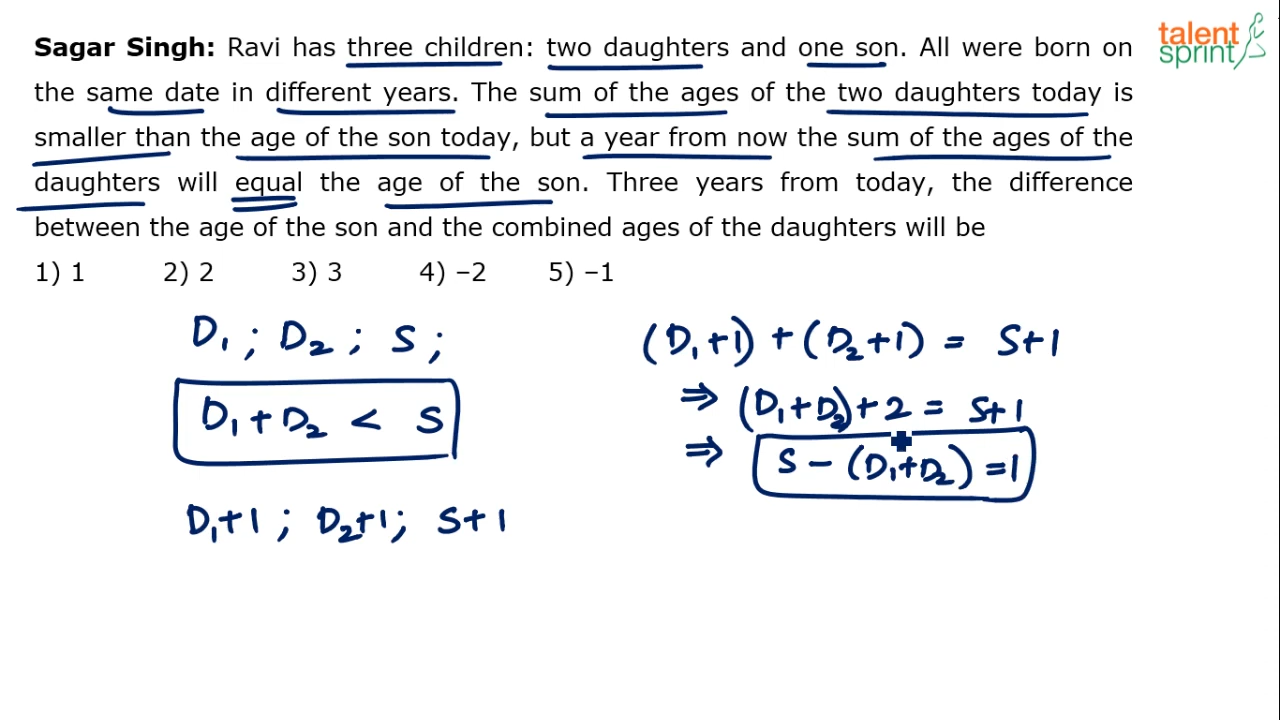 talent
sprint
Sagar Singh: Ravi has three children: two daughters and one son. All were born on
the same date in different years. The sum of the ages of the two daughters today is
smaller than the age of the son today, but a year from now the sum of the ages of the
daughters will equal the age of the son. Three years from today, the difference
between the age of the son and the combined ages of the daughters will be
1) 1 2) 2 3) 3 4) –2 5) –1
D₁ ; D₂ ; S ;
D₁ + D₂ < S
D₁+1 ; D₂+1 ; S+1
(D₁+1) + (D₂+1) = S+1
⇒ (D₁+D₂)+2 = S+1
⇒ S – (D₁+D₂) = 1